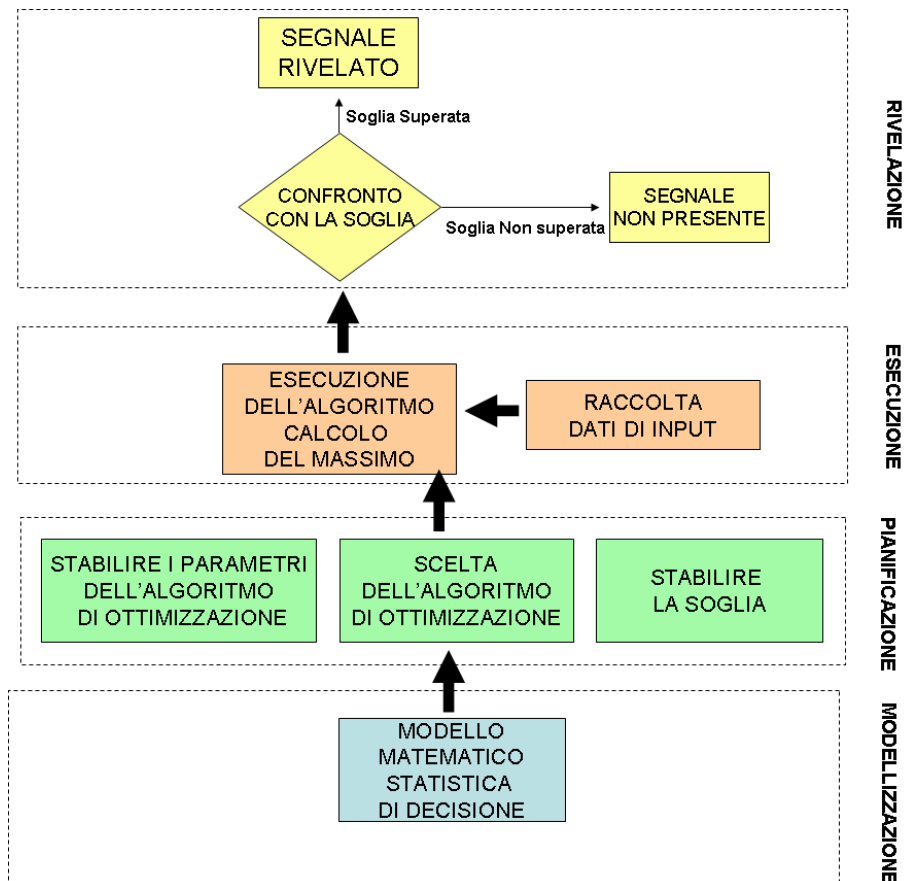 SEGNALE
RIVELATO
Soglia Superata
CONFRONTO
CON LA SOGLIA
Soglia Non superata
SEGNALE
NON PRESENTE
RIVELAZIONE
ESECUZIONE
DELL'ALGORITMO
CALCOLO
DEL MASSIMO
RACCOLTA
DATI DI INPUT
ESECUZIONE
STABILIRE I PARAMETRI
DELL'ALGORITMO
DI OTTIMIZZAZIONE
SCELTA
DELL'ALGORITMO
DI OTTIMIZZAZIONE
STABILIRE
LA SOGLIA
PIANIFICAZIONE
MODELLO
MATEMATICO
STATISTICA
DI DECISIONE
MODELLIZZAZIONE